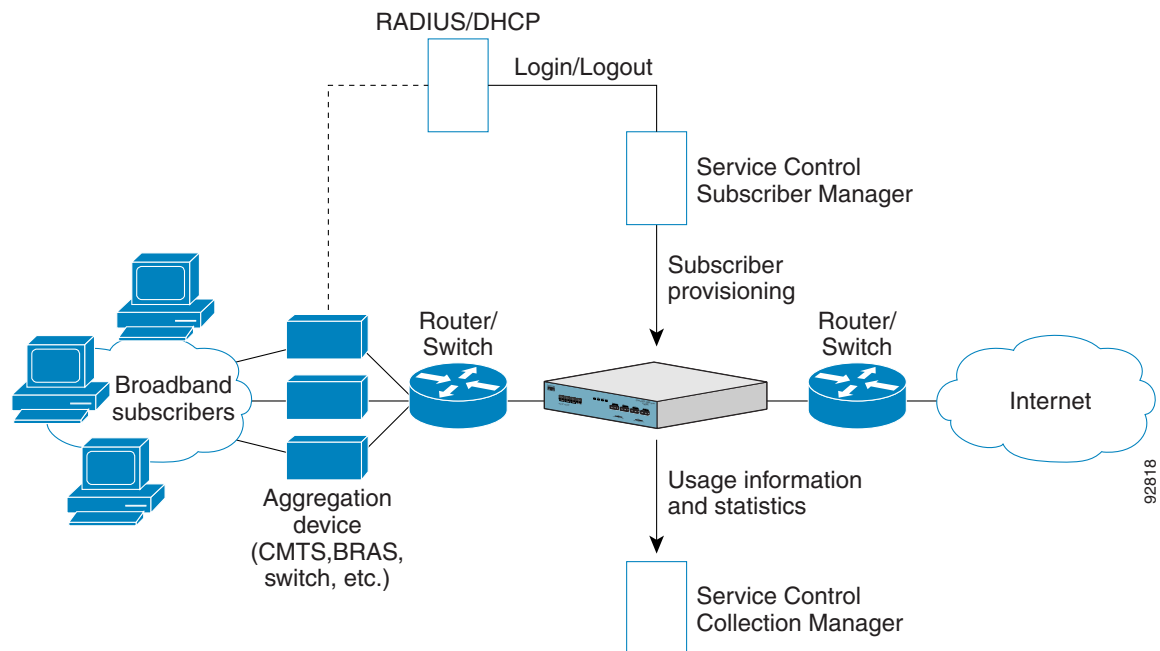 RADIUS/DHCP
Login/Logout
Service Control
Subscriber Manager
Subscriber
provisioning
Router/
Switch
Router/
Switch
Broadband
subscribers
Internet
Aggregation
device
(CMTS,BRAS,
switch, etc.)
Usage information
and statistics
Service Control
Collection Manager
92818